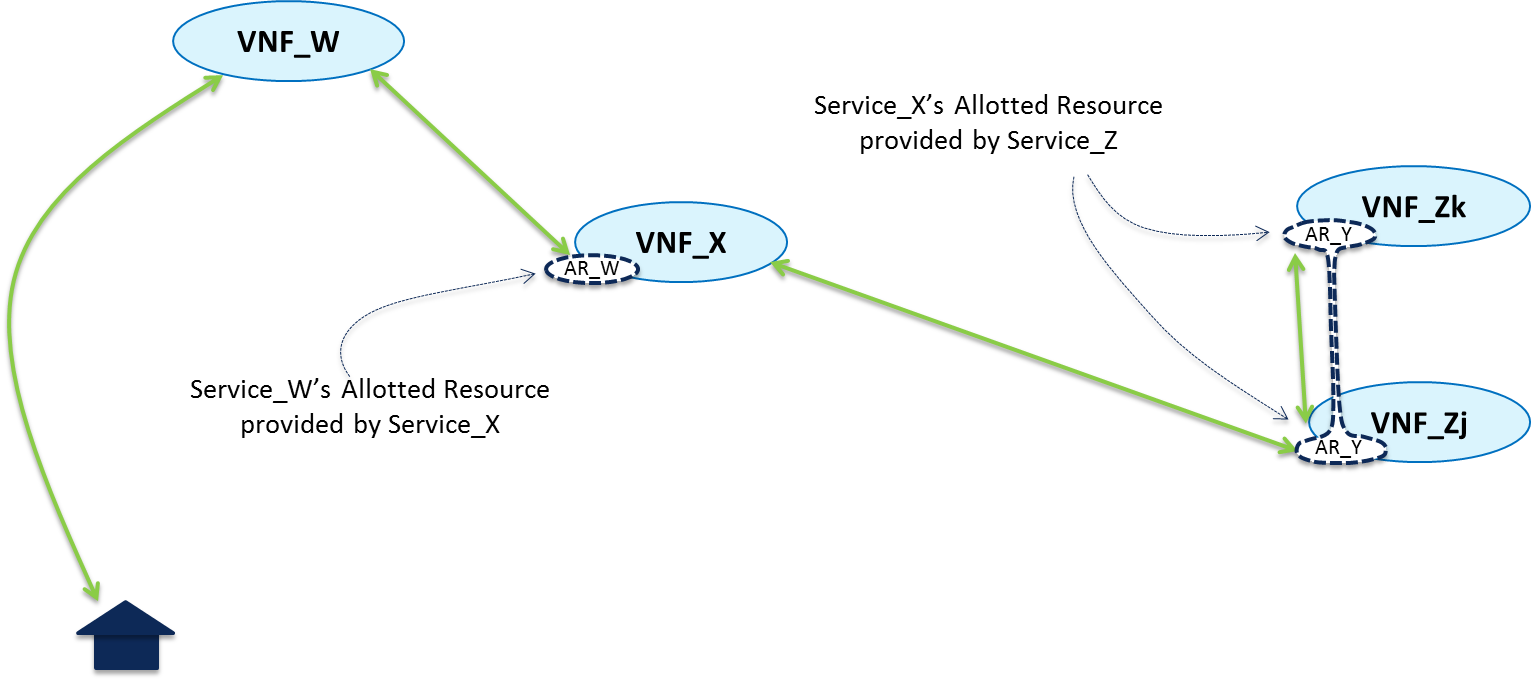 VNF_W
Service_X’s Allotted Resource
provided by Service_Z
VNF_Zk
AR_Y
VNF_X
AR_W
Service_W’s Allotted Resource
provided by Service_X
VNF_Zj
AR_Y